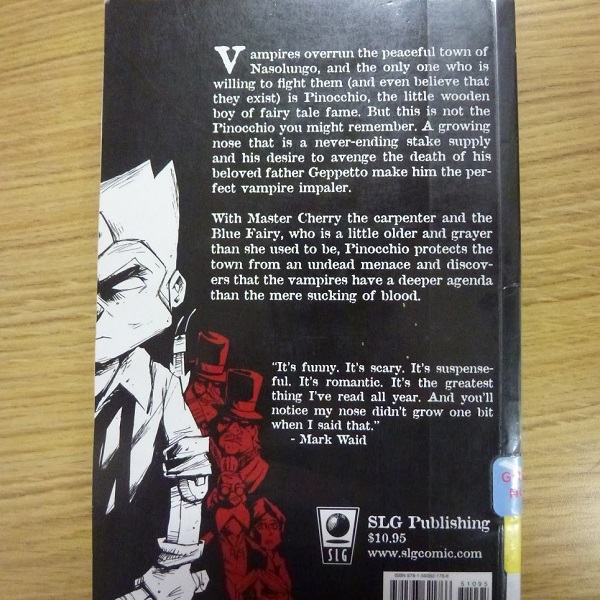 Vampires overrun the peaceful town of
Nasolungo, and the only one who is
willing to fight them (and even believe that
they exist) is Pinocchio, the little wooden
boy of fairy tale fame. But this is not the
Pinocchio you might remember. A growing
nose that is a never-ending stake supply
and his desire to avenge the death of his
beloved father Geppetto make him the per-
fect vampire impaler.
With Master Cherry the carpenter and the
Blue Fairy, who is a little older and grayer
than she used to be, Pinocchio protects the
town from an undead menace and discov-
ers that the vampires have a deeper agenda
than the mere sucking of blood.
"It's funny. It's scary. It's suspense-
ful. It's romantic. It's the greatest
thing I've read all year. And you'll
notice my nose didn't grow one bit
when I said that."
- Mark Waid
SLG
SLG Publishing
$10.95
www.slgcomic.com
51095